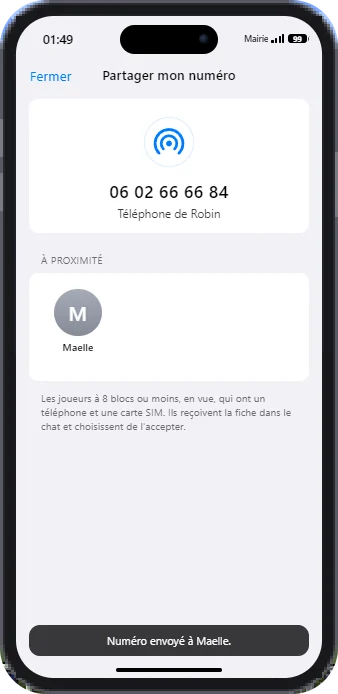 01:49
Mairie
99
Fermer
Partager mon numéro
06 02 66 66 84
Téléphone de Robin
À PROXIMITÉ
M
Maelle
Les joueurs à 8 blocs ou moins, en vue, qui ont un
téléphone et une carte SIM. Ils reçoivent la fiche dans le
chat et choisissent de l'accepter.
Numéro envoyé à Maelle.